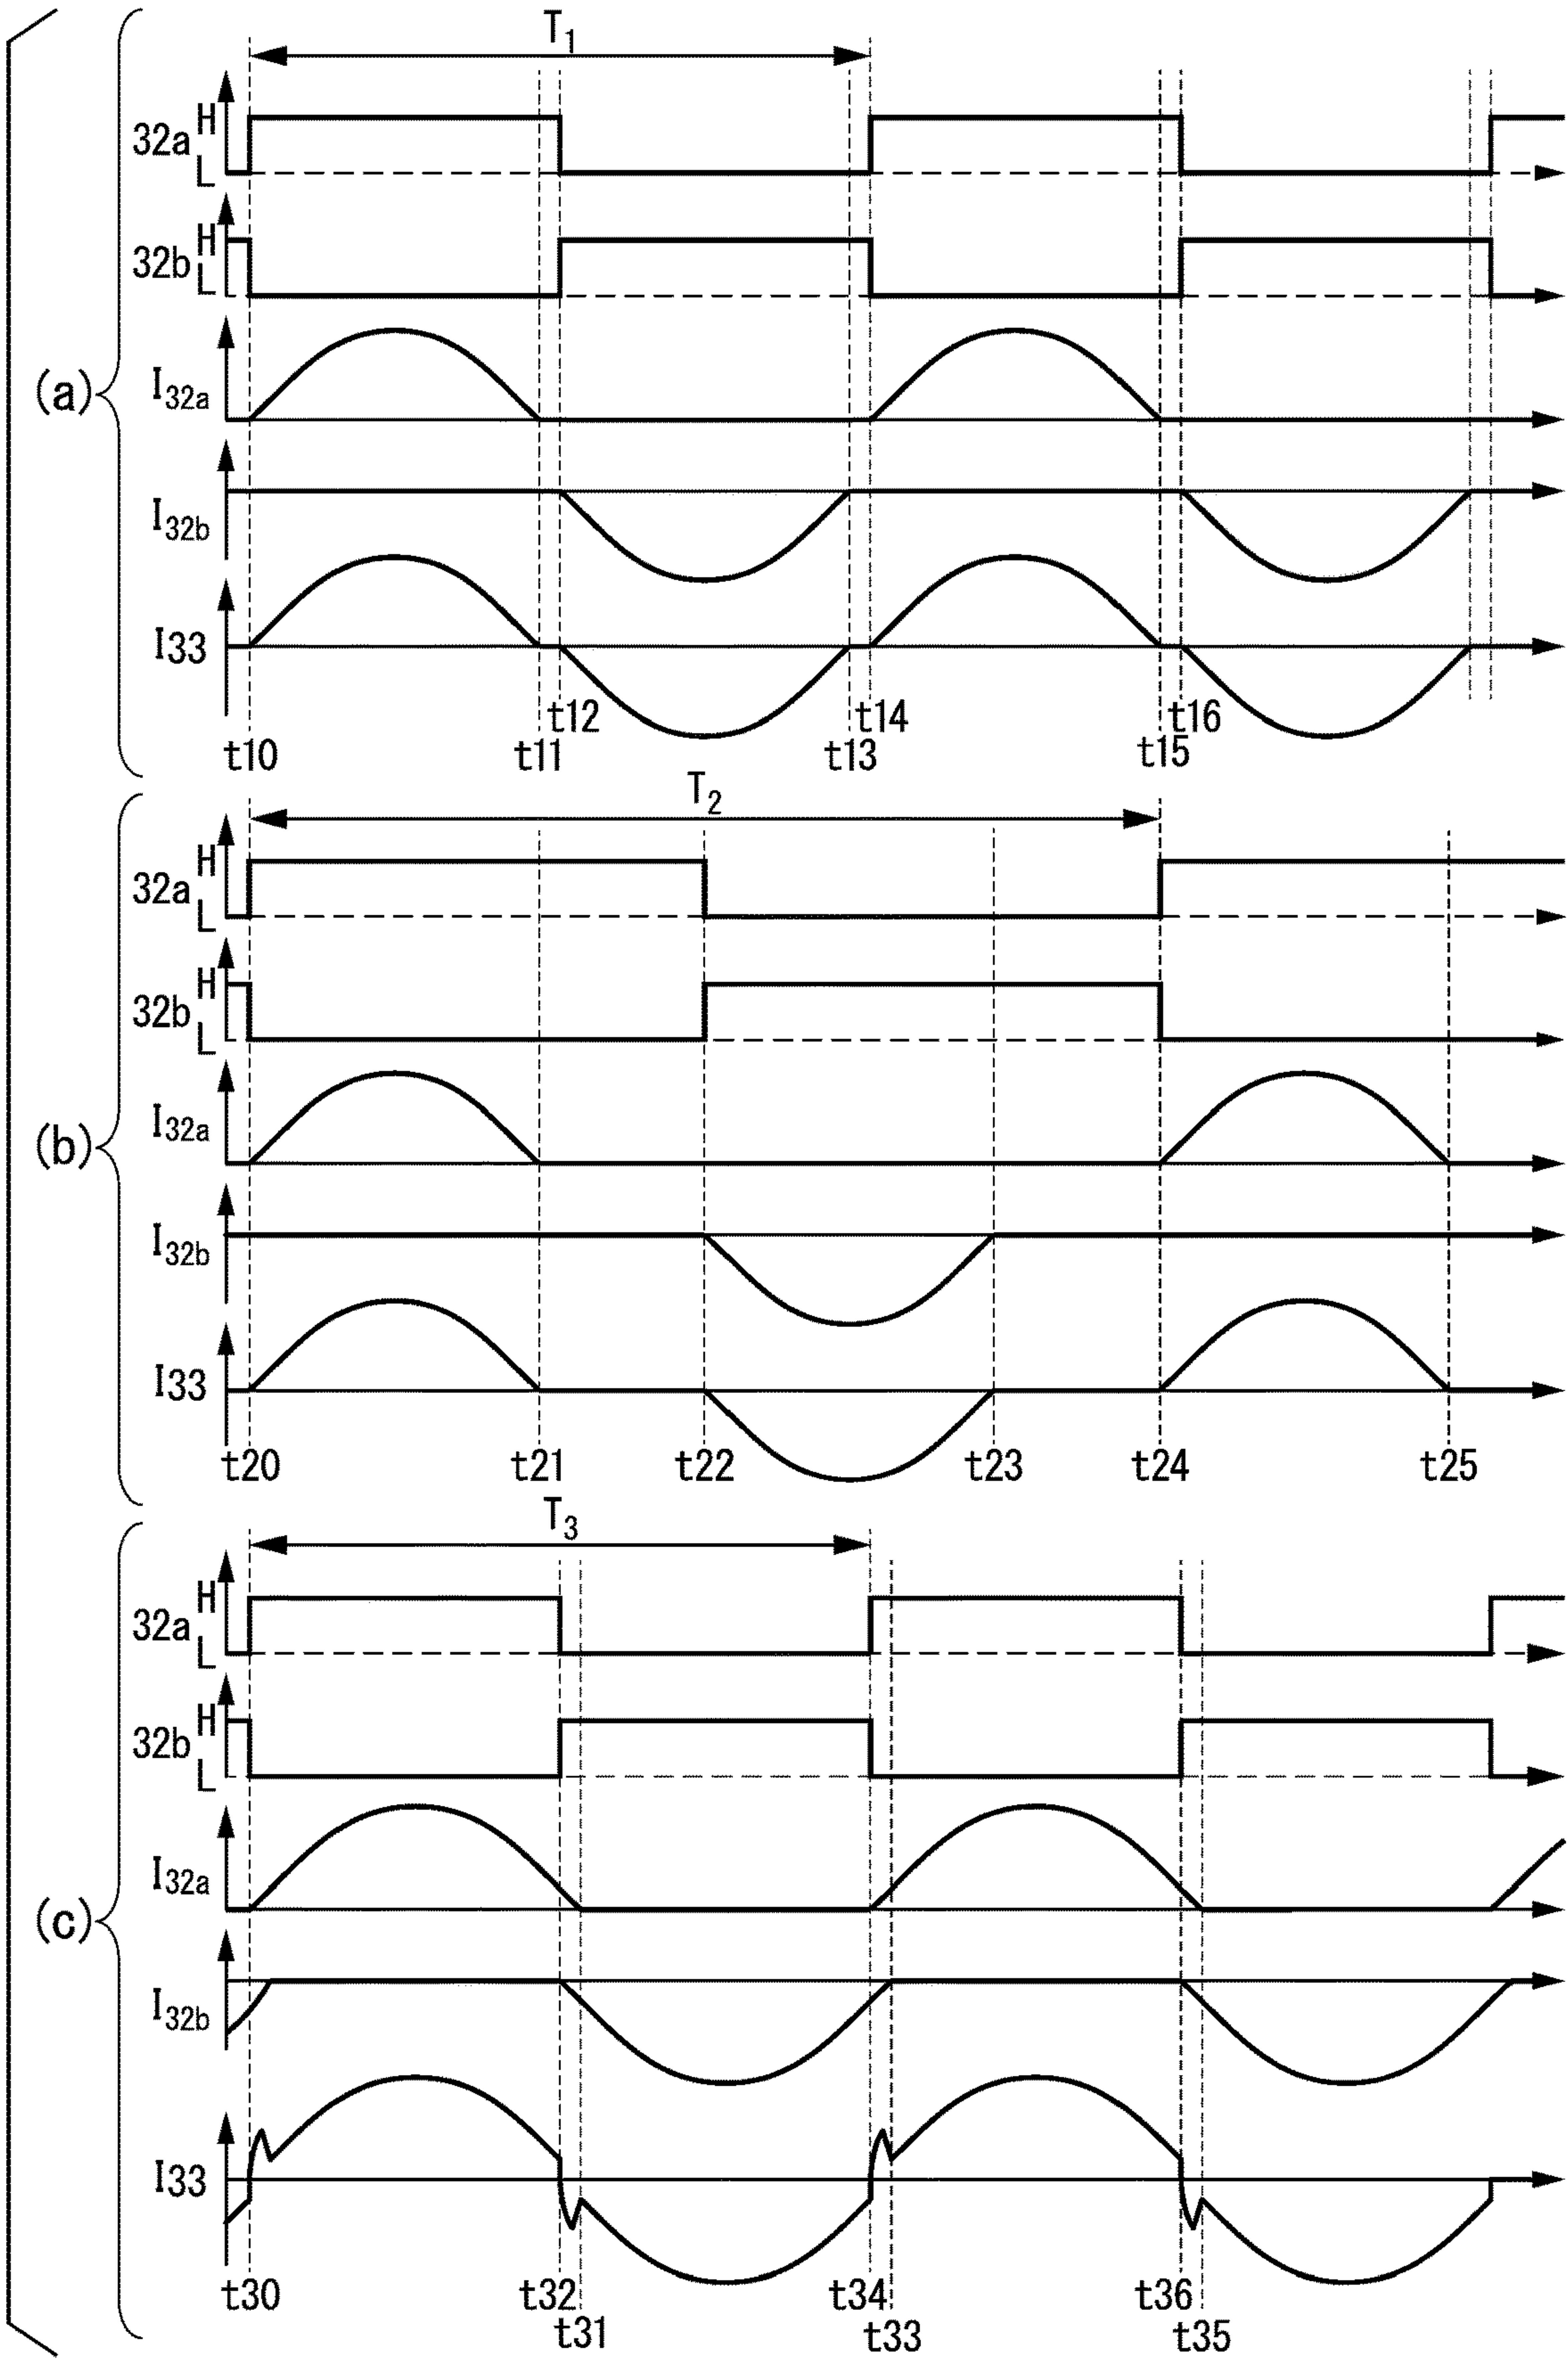 (a)
T1
32a H L
32b H L
I32a
I32b
I33
t10 t11 t12 t13 t14 t15 t16
(b)
T2
32a H L
32b H L
I32a
I32b
I33
t20 t21 t22 t23 t24 t25
(c)
T3
32a H L
32b H L
I32a
I32b
I33
t30 t32 t34 t36
t31 t33 t35